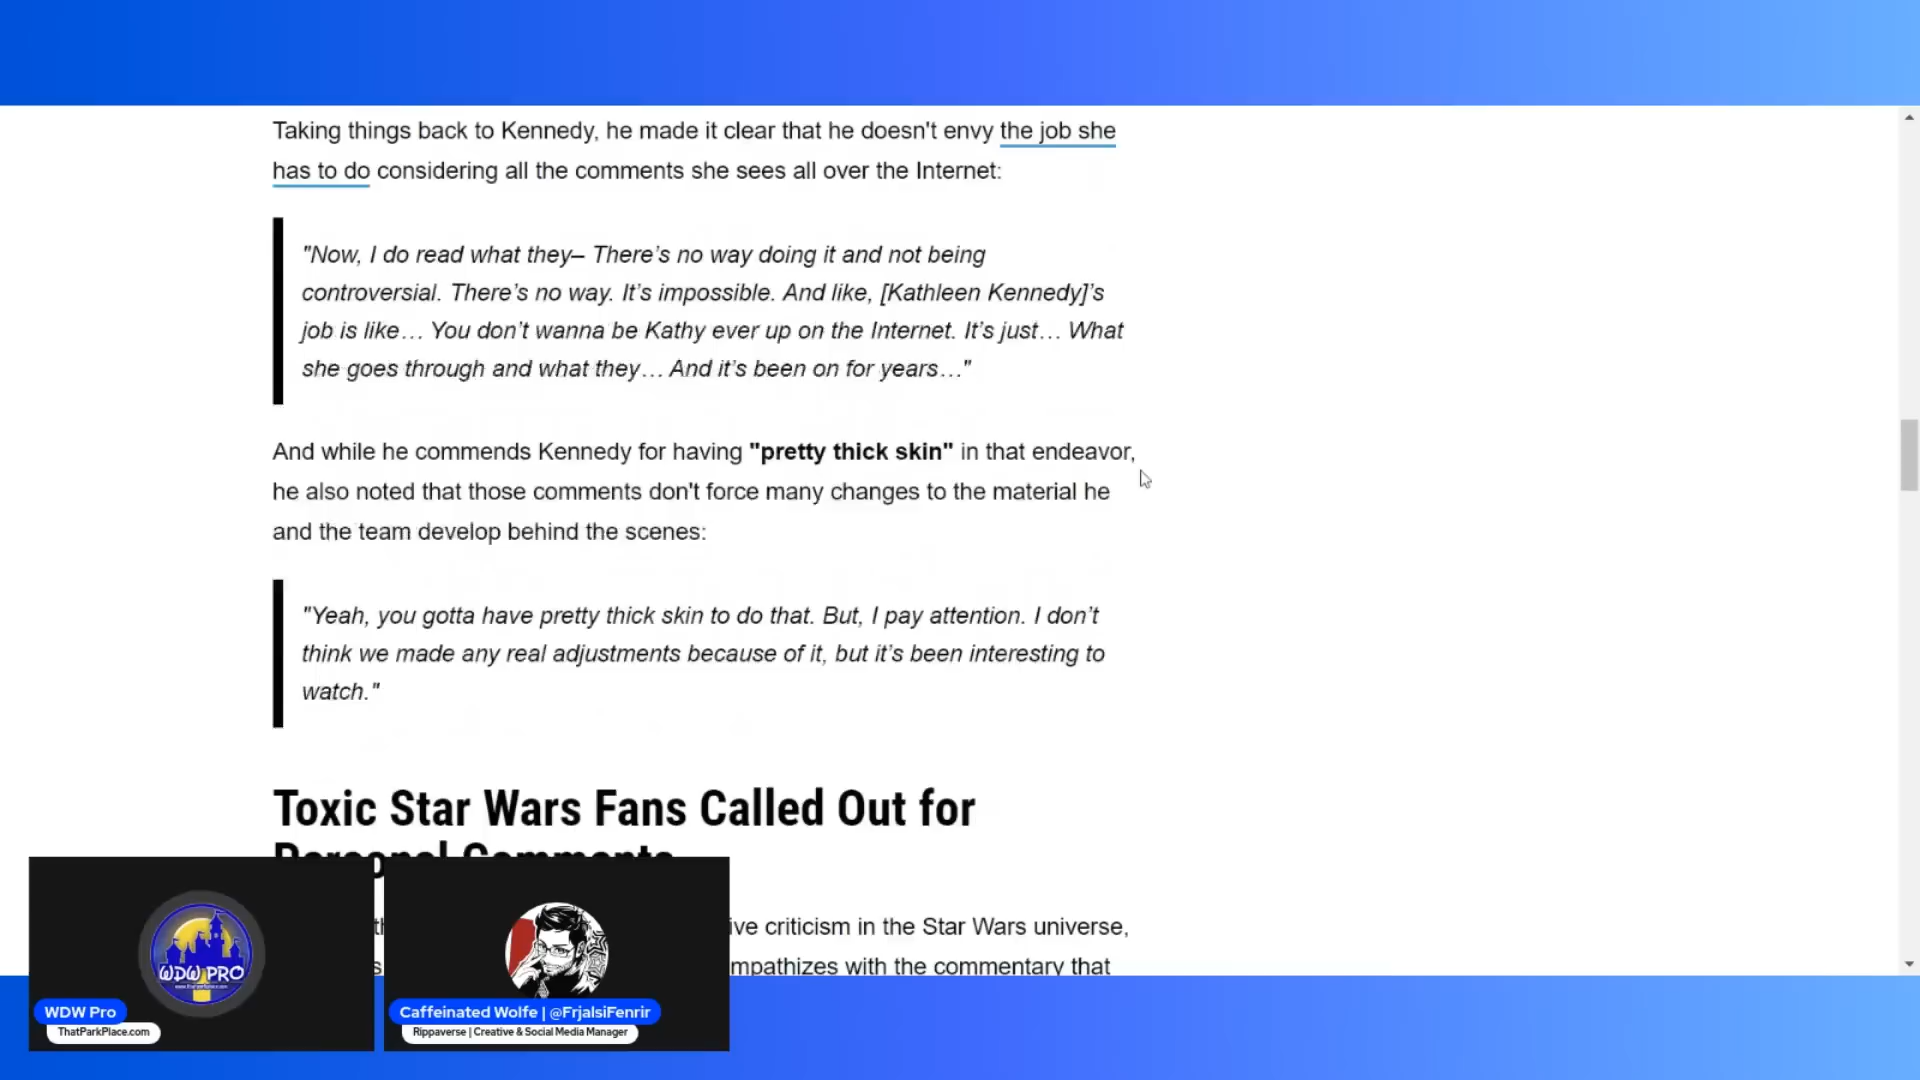 Taking things back to Kennedy, he made it clear that he doesn't envy the job she
has to do considering all the comments she sees all over the Internet:
"Now, I do read what they– There’s no way doing it and not being
controversial. There’s no way. It’s impossible. And like, [Kathleen Kennedy]’s
job is like… You don’t wanna be Kathy ever up on the Internet. It’s just… What
she goes through and what they… And it’s been on for years…"
And while he commends Kennedy for having "pretty thick skin" in that endeavor,
he also noted that those comments don't force many changes to the material he
and the team develop behind the scenes:
"Yeah, you gotta have pretty thick skin to do that. But, I pay attention. I don’t
think we made any real adjustments because of it, but it’s been interesting to
watch."
Toxic Star Wars Fans Called Out for
Personal Comments
criticism in the Star Wars universe,
with the commentary that
WDW PRO
WDW Pro
ThatParkPlace.com
Caffeinated Wolfe | @FrjalsiFenrir
Rippaverse | Creative & Social Media Manager